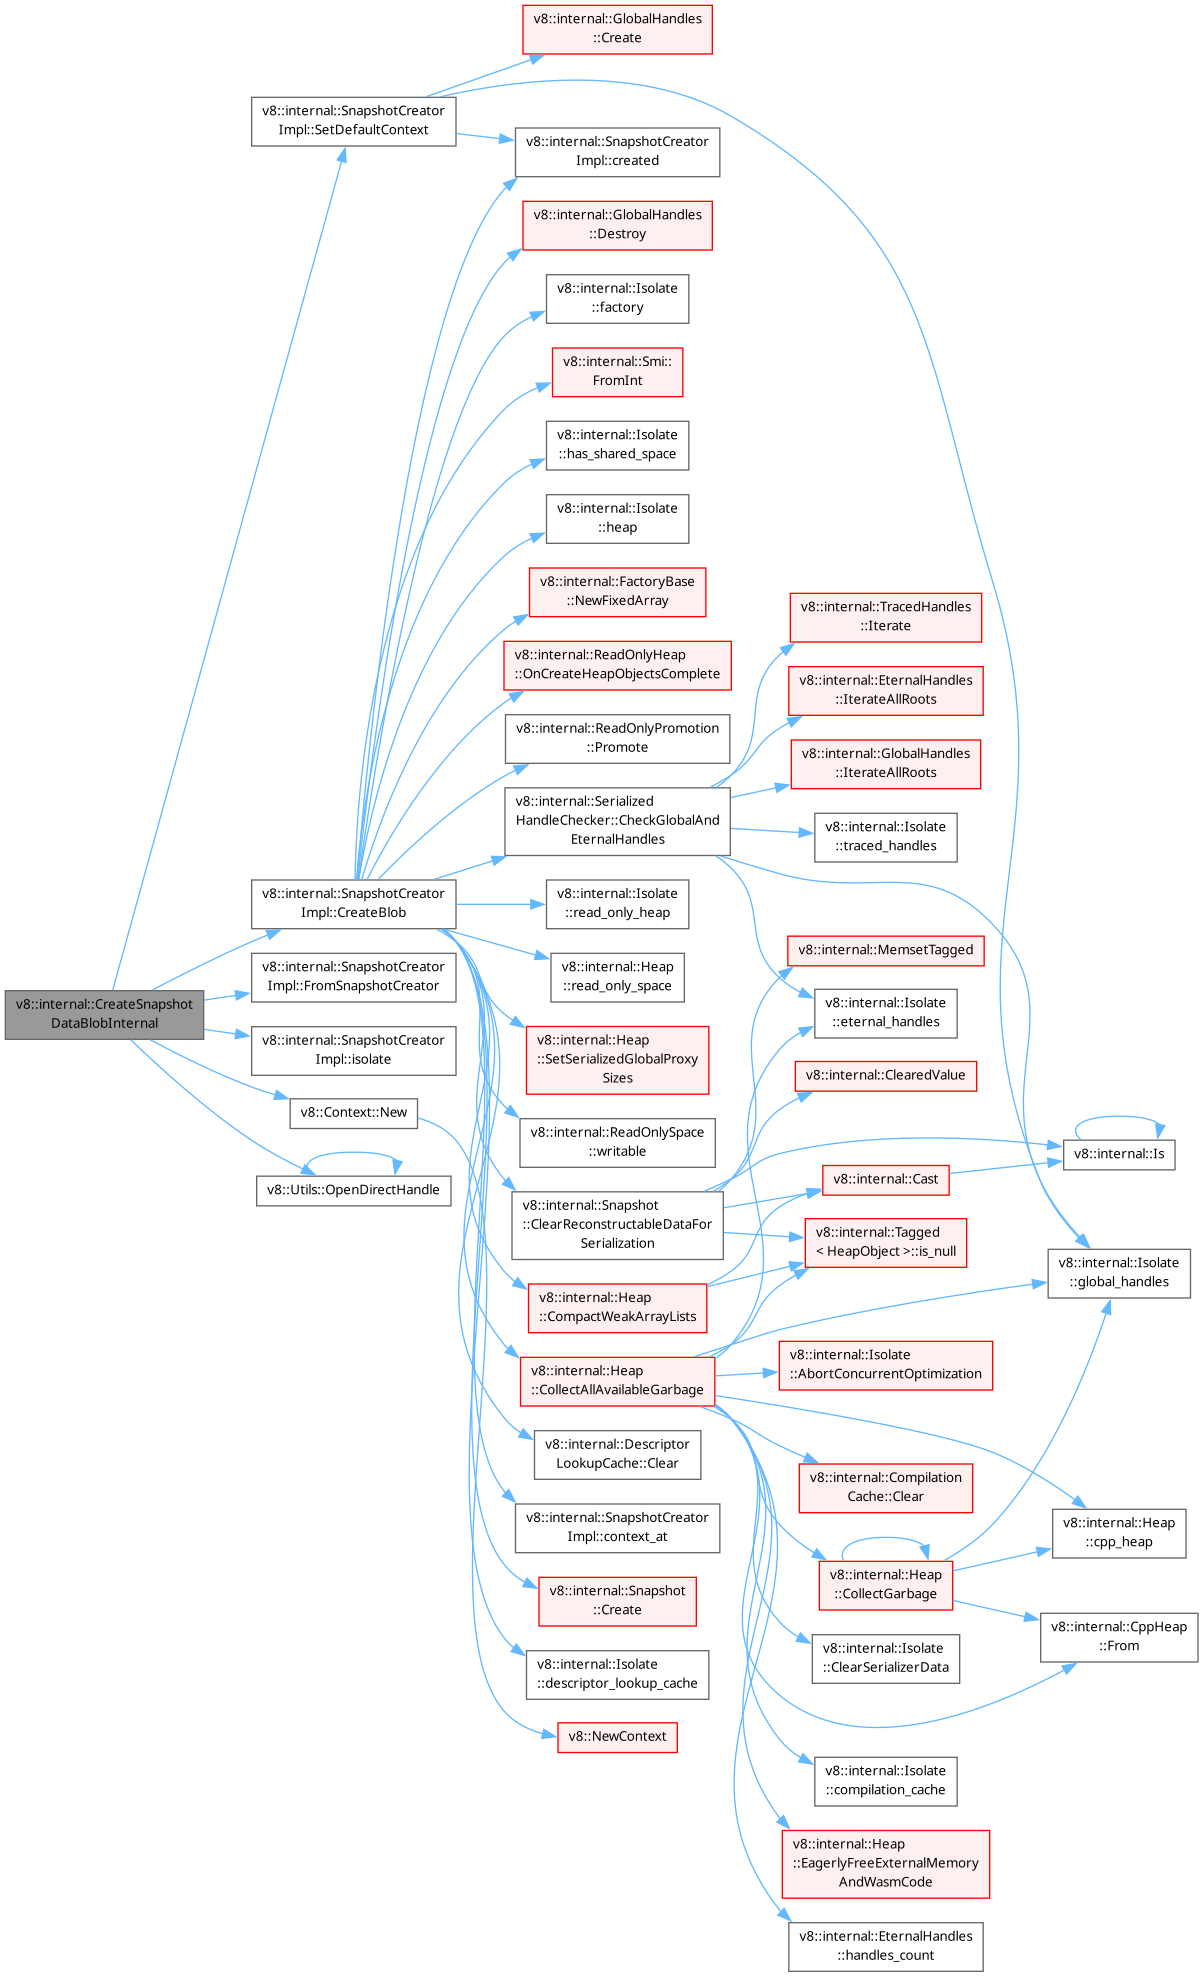 v8::internal::GlobalHandles
::Create
v8::internal::SnapshotCreator
Impl::SetDefaultContext
v8::internal::SnapshotCreator
Impl::created
v8::internal::GlobalHandles
::Destroy
v8::internal::Isolate
::factory
v8::internal::Smi::
FromInt
v8::internal::Isolate
::has_shared_space
v8::internal::Isolate
::heap
v8::internal::FactoryBase
::NewFixedArray
v8::internal::TracedHandles
::Iterate
v8::internal::ReadOnlyHeap
::OnCreateHeapObjectsComplete
v8::internal::EternalHandles
::IterateAllRoots
v8::internal::ReadOnlyPromotion
::Promote
v8::internal::GlobalHandles
::IterateAllRoots
v8::internal::Serialized
HandleChecker::CheckGlobalAnd
EternalHandles
v8::internal::Isolate
::traced_handles
v8::internal::SnapshotCreator
Impl::CreateBlob
v8::internal::Isolate
::read_only_heap
v8::internal::MemsetTagged
v8::internal::SnapshotCreator
Impl::FromSnapshotCreator
v8::internal::Heap
::read_only_space
v8::internal::CreateSnapshot
DataBlobInternal
v8::internal::Isolate
::eternal_handles
v8::internal::SnapshotCreator
Impl::isolate
v8::internal::Heap
::SetSerializedGlobalProxy
Sizes
v8::internal::ClearedValue
v8::Context::New
v8::internal::ReadOnlySpace
::writable
v8::internal::Is
v8::Utils::OpenDirectHandle
v8::internal::Cast
v8::internal::Snapshot
::ClearReconstructableDataFor
Serialization
v8::internal::Tagged
< HeapObject >::is_null
v8::internal::Isolate
::global_handles
v8::internal::Heap
::CompactWeakArrayLists
v8::internal::Heap
::CollectAllAvailableGarbage
v8::internal::Isolate
::AbortConcurrentOptimization
v8::internal::Descriptor
LookupCache::Clear
v8::internal::Compilation
Cache::Clear
v8::internal::SnapshotCreator
Impl::context_at
v8::internal::Heap
::cpp_heap
v8::internal::Heap
::CollectGarbage
v8::internal::Snapshot
::Create
v8::internal::CppHeap
::From
v8::internal::Isolate
::ClearSerializerData
v8::internal::Isolate
::descriptor_lookup_cache
v8::NewContext
v8::internal::Isolate
::compilation_cache
v8::internal::Heap
::EagerlyFreeExternalMemory
AndWasmCode
v8::internal::EternalHandles
::handles_count